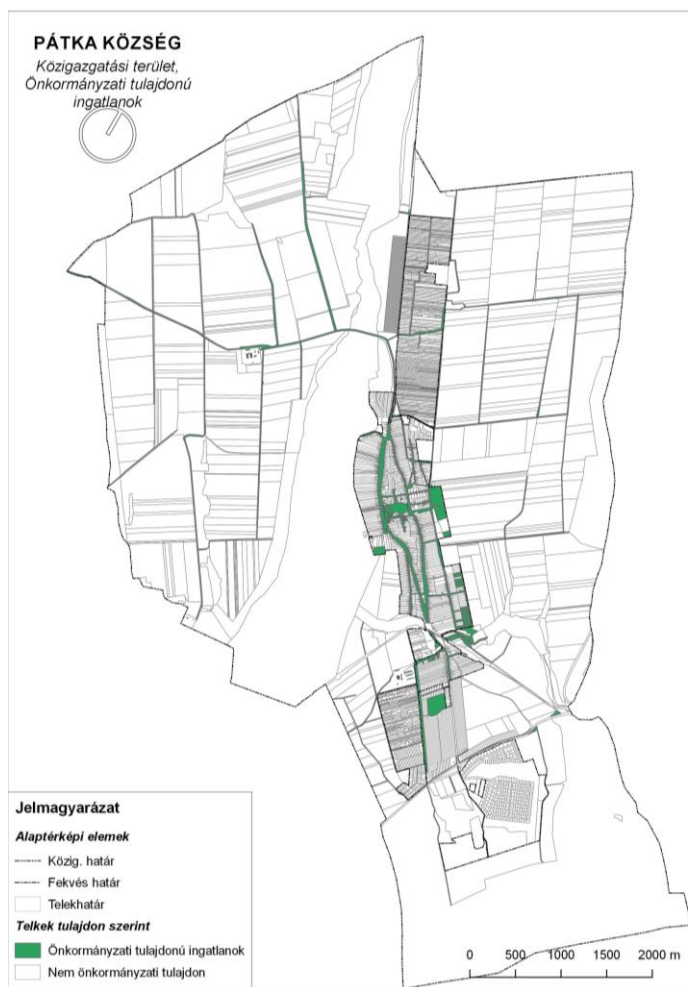 PÁTKA KÖZSÉG
Közigazgatási terület,
Önkormányzati tulajdonú
ingatlanok
Jelmagyarázat
Alaptérképi elemek
Közig. határ
Fekvés határ
Telekhatár
Telkek tulajdon szerint
Önkormányzati tulajdonú ingatlanok
Nem önkormányzati tulajdon
0 500 1000 1500 2000 m